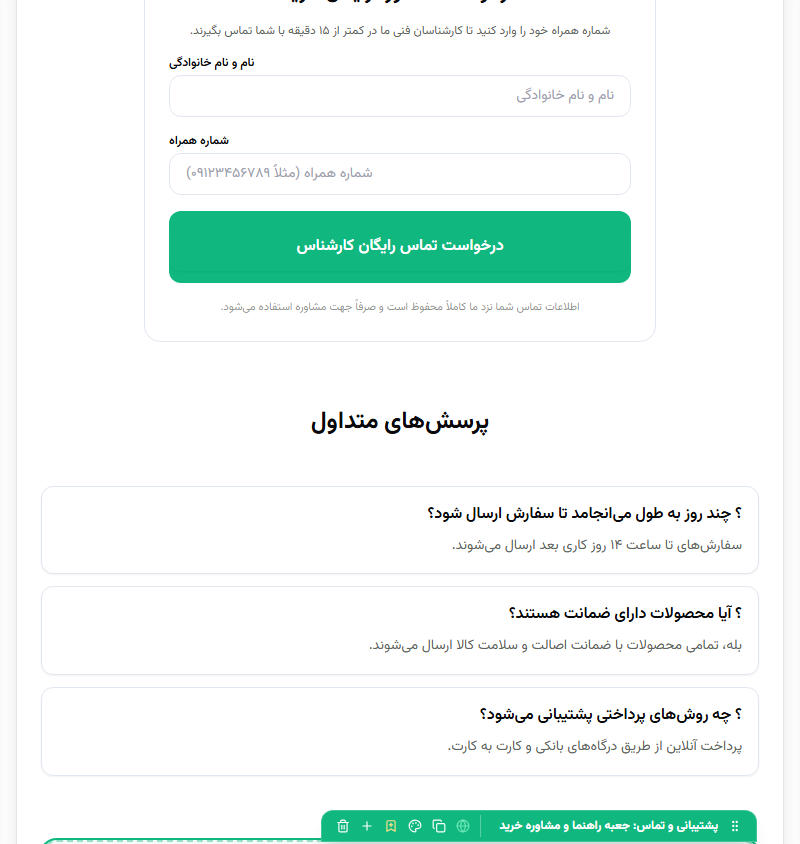 شماره همراه خود را وارد کنید تا کارشناسان فنی ما در کمتر از ۱۵ دقیقه با شما تماس بگیرند.
نام و نام خانوادگی
نام و نام خانوادگی
شماره همراه
شماره همراه (مثلاً ۰۹۱۲۳۴۵۶۷۸۹)
درخواست تماس رایگان کارشناس
اطلاعات تماس شما نزد ما کاملاً محفوظ است و صرفاً جهت مشاوره استفاده می‌شود.
پرسش‌های متداول
؟ چند روز به طول می‌انجامد تا سفارش ارسال شود؟
سفارش‌های تا ساعت ۱۴ روز کاری بعد ارسال می‌شوند.
؟ آیا محصولات دارای ضمانت هستند؟
بله، تمامی محصولات با ضمانت اصالت و سلامت کالا ارسال می‌شوند.
؟ چه روش‌های پرداختی پشتیبانی می‌شود؟
پرداخت آنلاین از طریق درگاه‌های بانکی و کارت به کارت.
پشتیبانی و تماس: جعبه راهنما و مشاوره خرید